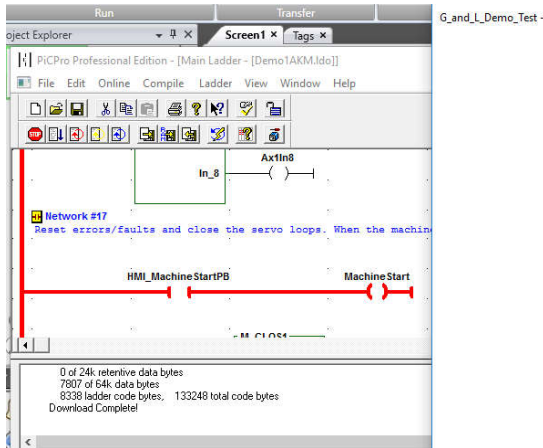 Run Transfer
G_and_L_Demo_Test -
oject Explorer Screen1 × Tags ×
PiCPro Professional Edition - [Main Ladder - [Demo1AKM.ldo]]
File Edit Online Compile Ladder View Window Help
Ax1In8
In_8
Network #17
Reset errors/faults and close the servo loops. When the machin
HMI_MachineStartPB MachineStart
M_CLOS1
0 of 24k retentive data bytes
7807 of 64k data bytes
8338 ladder code bytes, 133248 total code bytes
Download Complete!